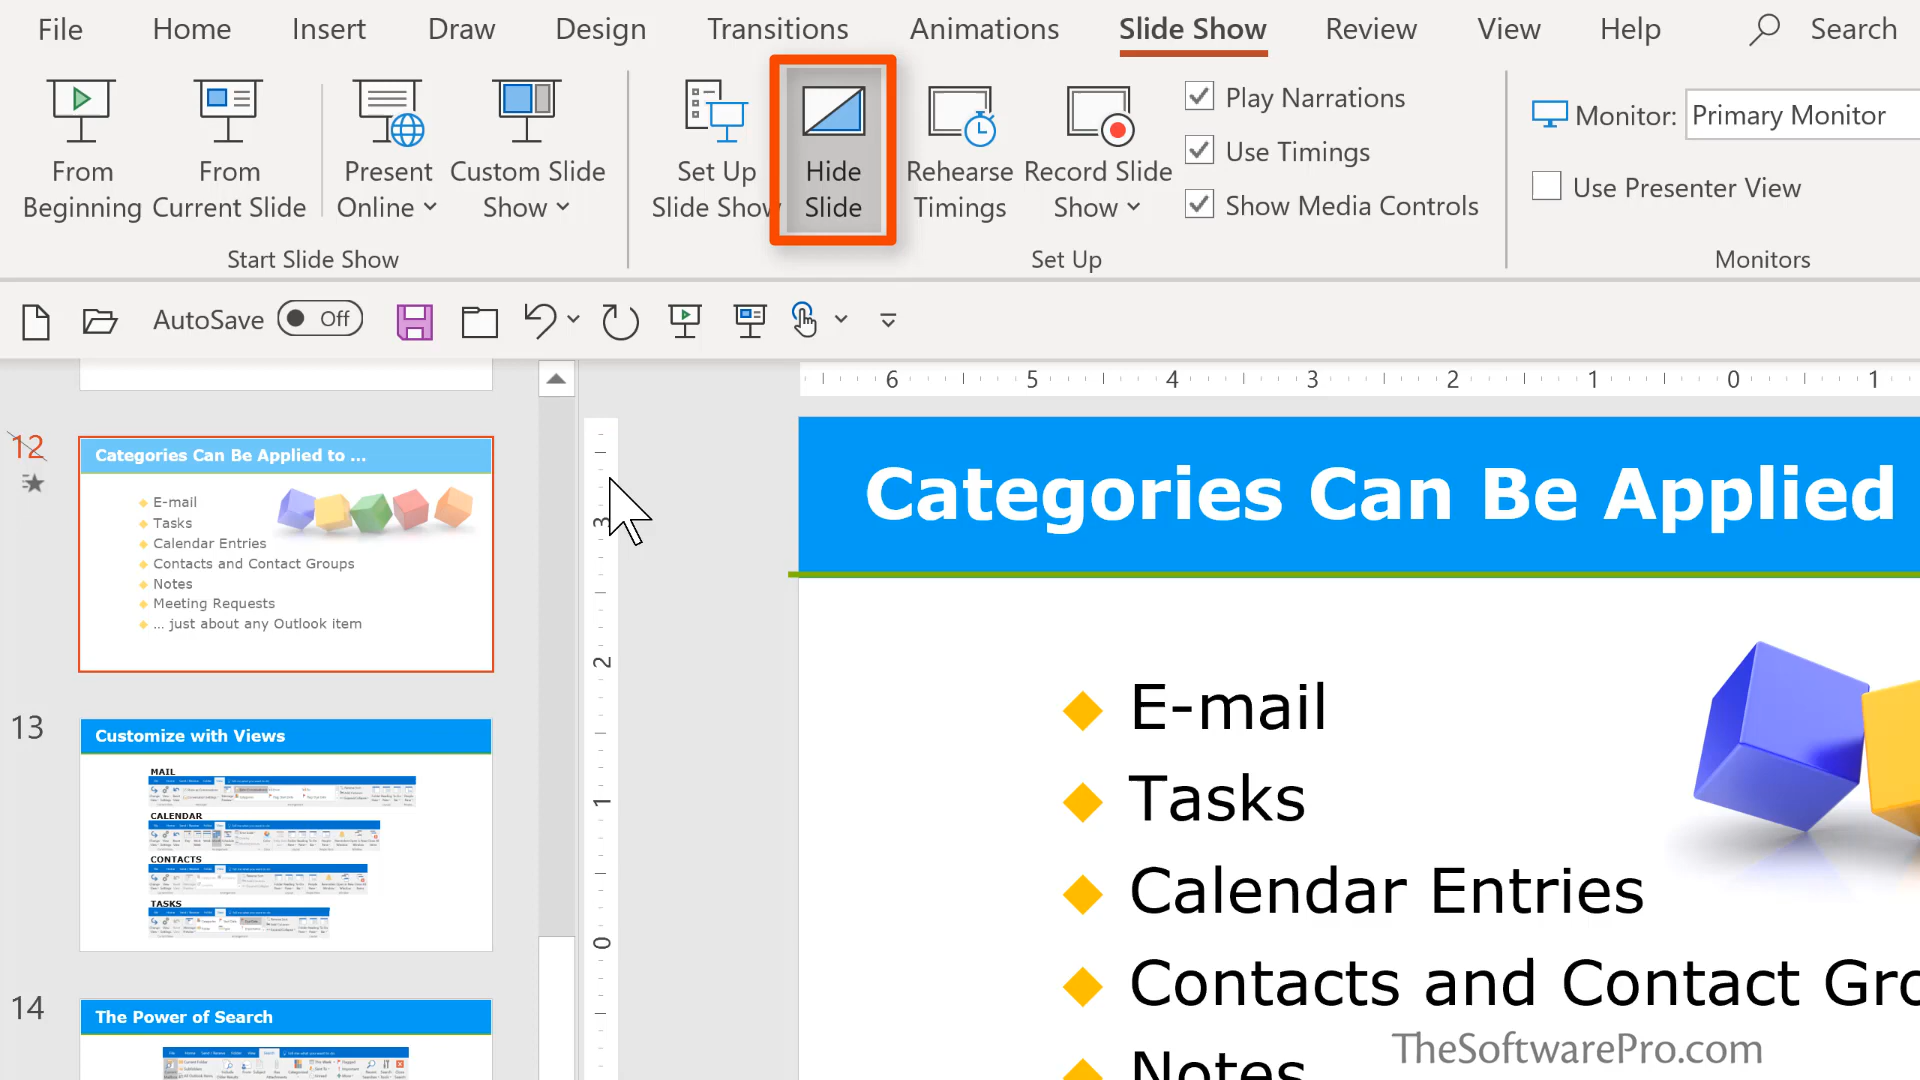 File Home Insert Draw Design Transitions Animations Slide Show Review View Help Search
From Beginning
From Current Slide
Present Online
Custom Slide Show
Start Slide Show
Set Up Slide Show
Hide Slide
Rehearse Timings
Record Slide Show
Play Narrations
Use Timings
Show Media Controls
Set Up
Monitor: Primary Monitor
Use Presenter View
Monitors
AutoSave Off
6 5 4 3 2 1 0 1
3
2
1
0
12
Categories Can Be Applied to ...
E-mail
Tasks
Calendar Entries
Contacts and Contact Groups
Notes
Meeting Requests
... just about any Outlook item
13
Customize with Views
MAIL
CALENDAR
CONTACTS
TASKS
14
The Power of Search
Categories Can Be Applied
E-mail
Tasks
Calendar Entries
Contacts and Contact Gro
Notes
TheSoftwarePro.com